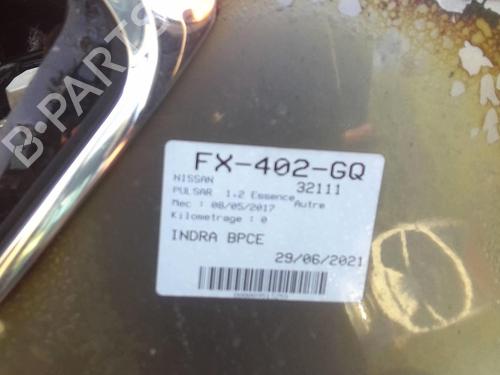 B-PARTS
FX-402-GQ
NISSAN 32111
PULSAR 1.2 Essence Autre
Mec : 08/05/2017
Kilometrage : 0
INDRA BPCE
29/06/2021